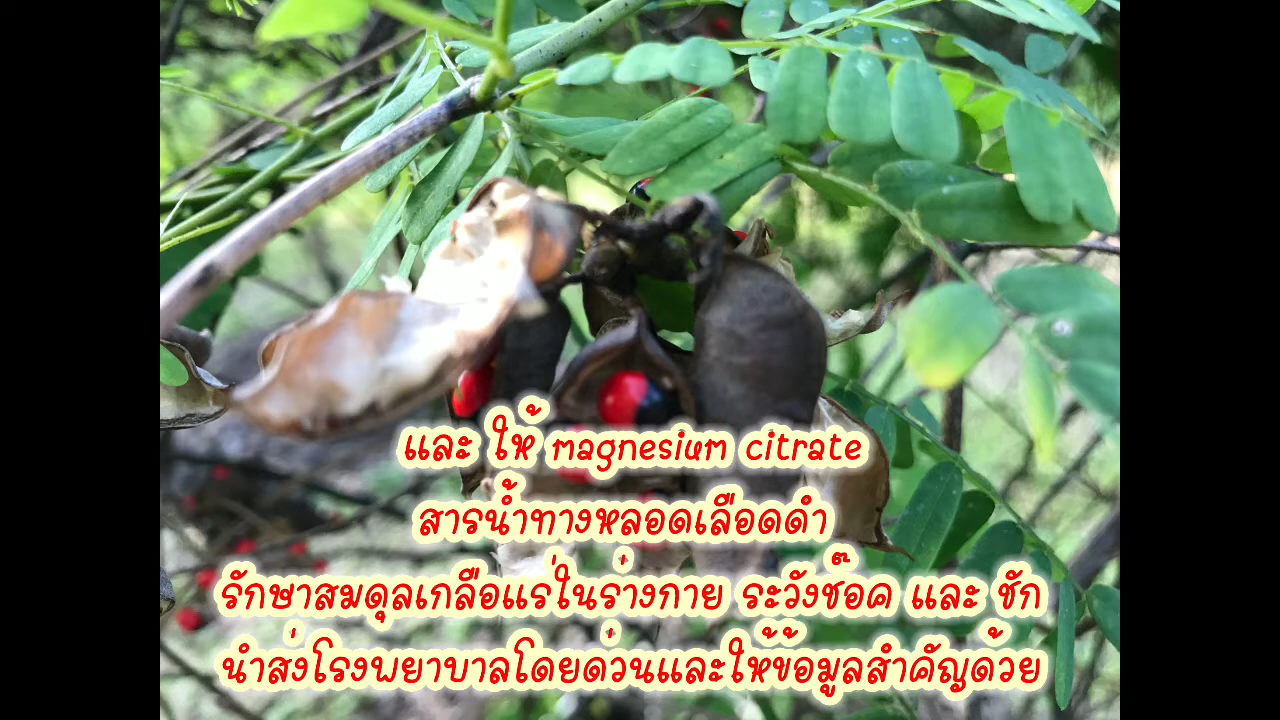 และ ให้ magnesium citrate
สารน้ำทางหลอดเลือดดำ
รักษาสมดุลเกลือแร่ในร่างกาย ระวังช๊อค และ ชัก
นำส่งโรงพยาบาลโดยด่วนและให้ข้อมูลสำคัญด้วย